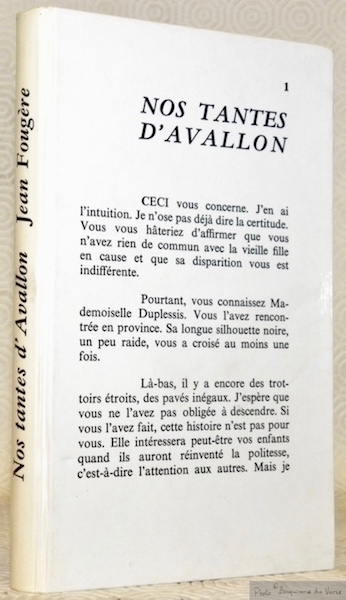 Nos tantes d'Avallon Jean Fougère
1
NOS TANTES
D'AVALLON
CECI vous concerne. J'en ai
l'intuition. Je n'ose pas déjà dire la certitude.
Vous vous hâteriez d'affirmer que vous
n'avez rien de commun avec la vieille fille
en cause et que sa disparition vous est
indifférente.
Pourtant, vous connaissez Ma-
demoiselle Duplessis. Vous l'avez rencon-
trée en province. Sa longue silhouette noire,
un peu raide, vous a croisé au moins une
fois.
Là-bas, il y a encore des trot-
toirs étroits, des pavés inégaux. J'espère que
vous ne l'avez pas obligée à descendre. Si
vous l'avez fait, cette histoire n'est pas pour
vous. Elle intéressera peut-être vos enfants
quand ils auront réinventé la politesse,
c'est-à-dire l'attention aux autres. Mais je
Photo © Bouquinerie du Varis